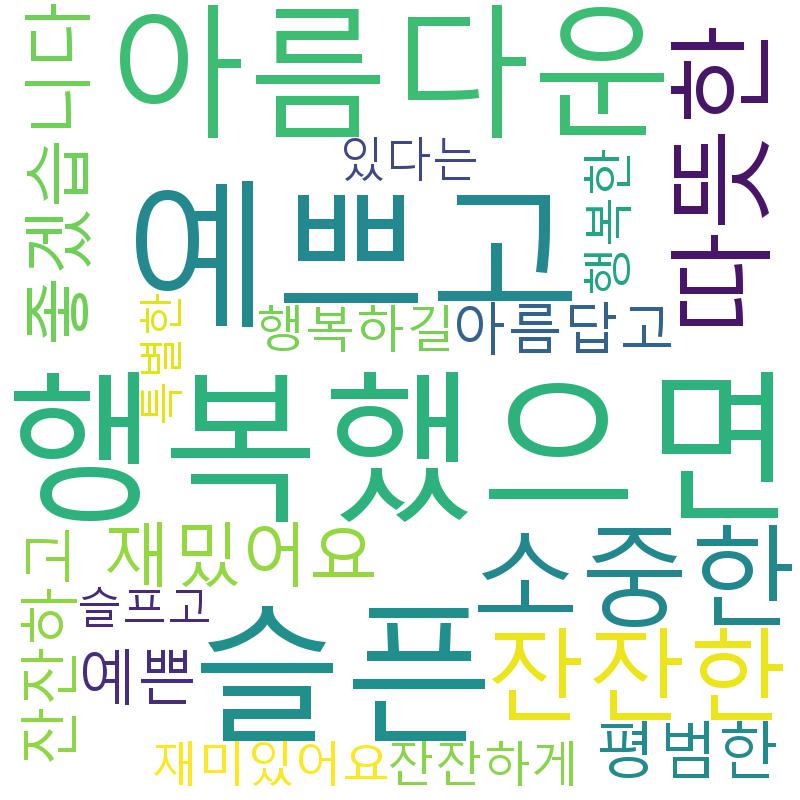 아름다운
좋겠습니다
따뜻한
있다는
행복한
예쁘고
특별한
행복하길
아름답고
행복했으면
잔잔하고
재밌어요
소중한
슬프고
예쁜
슬픈
잔잔한
평범한
재미있어요
잔잔하게